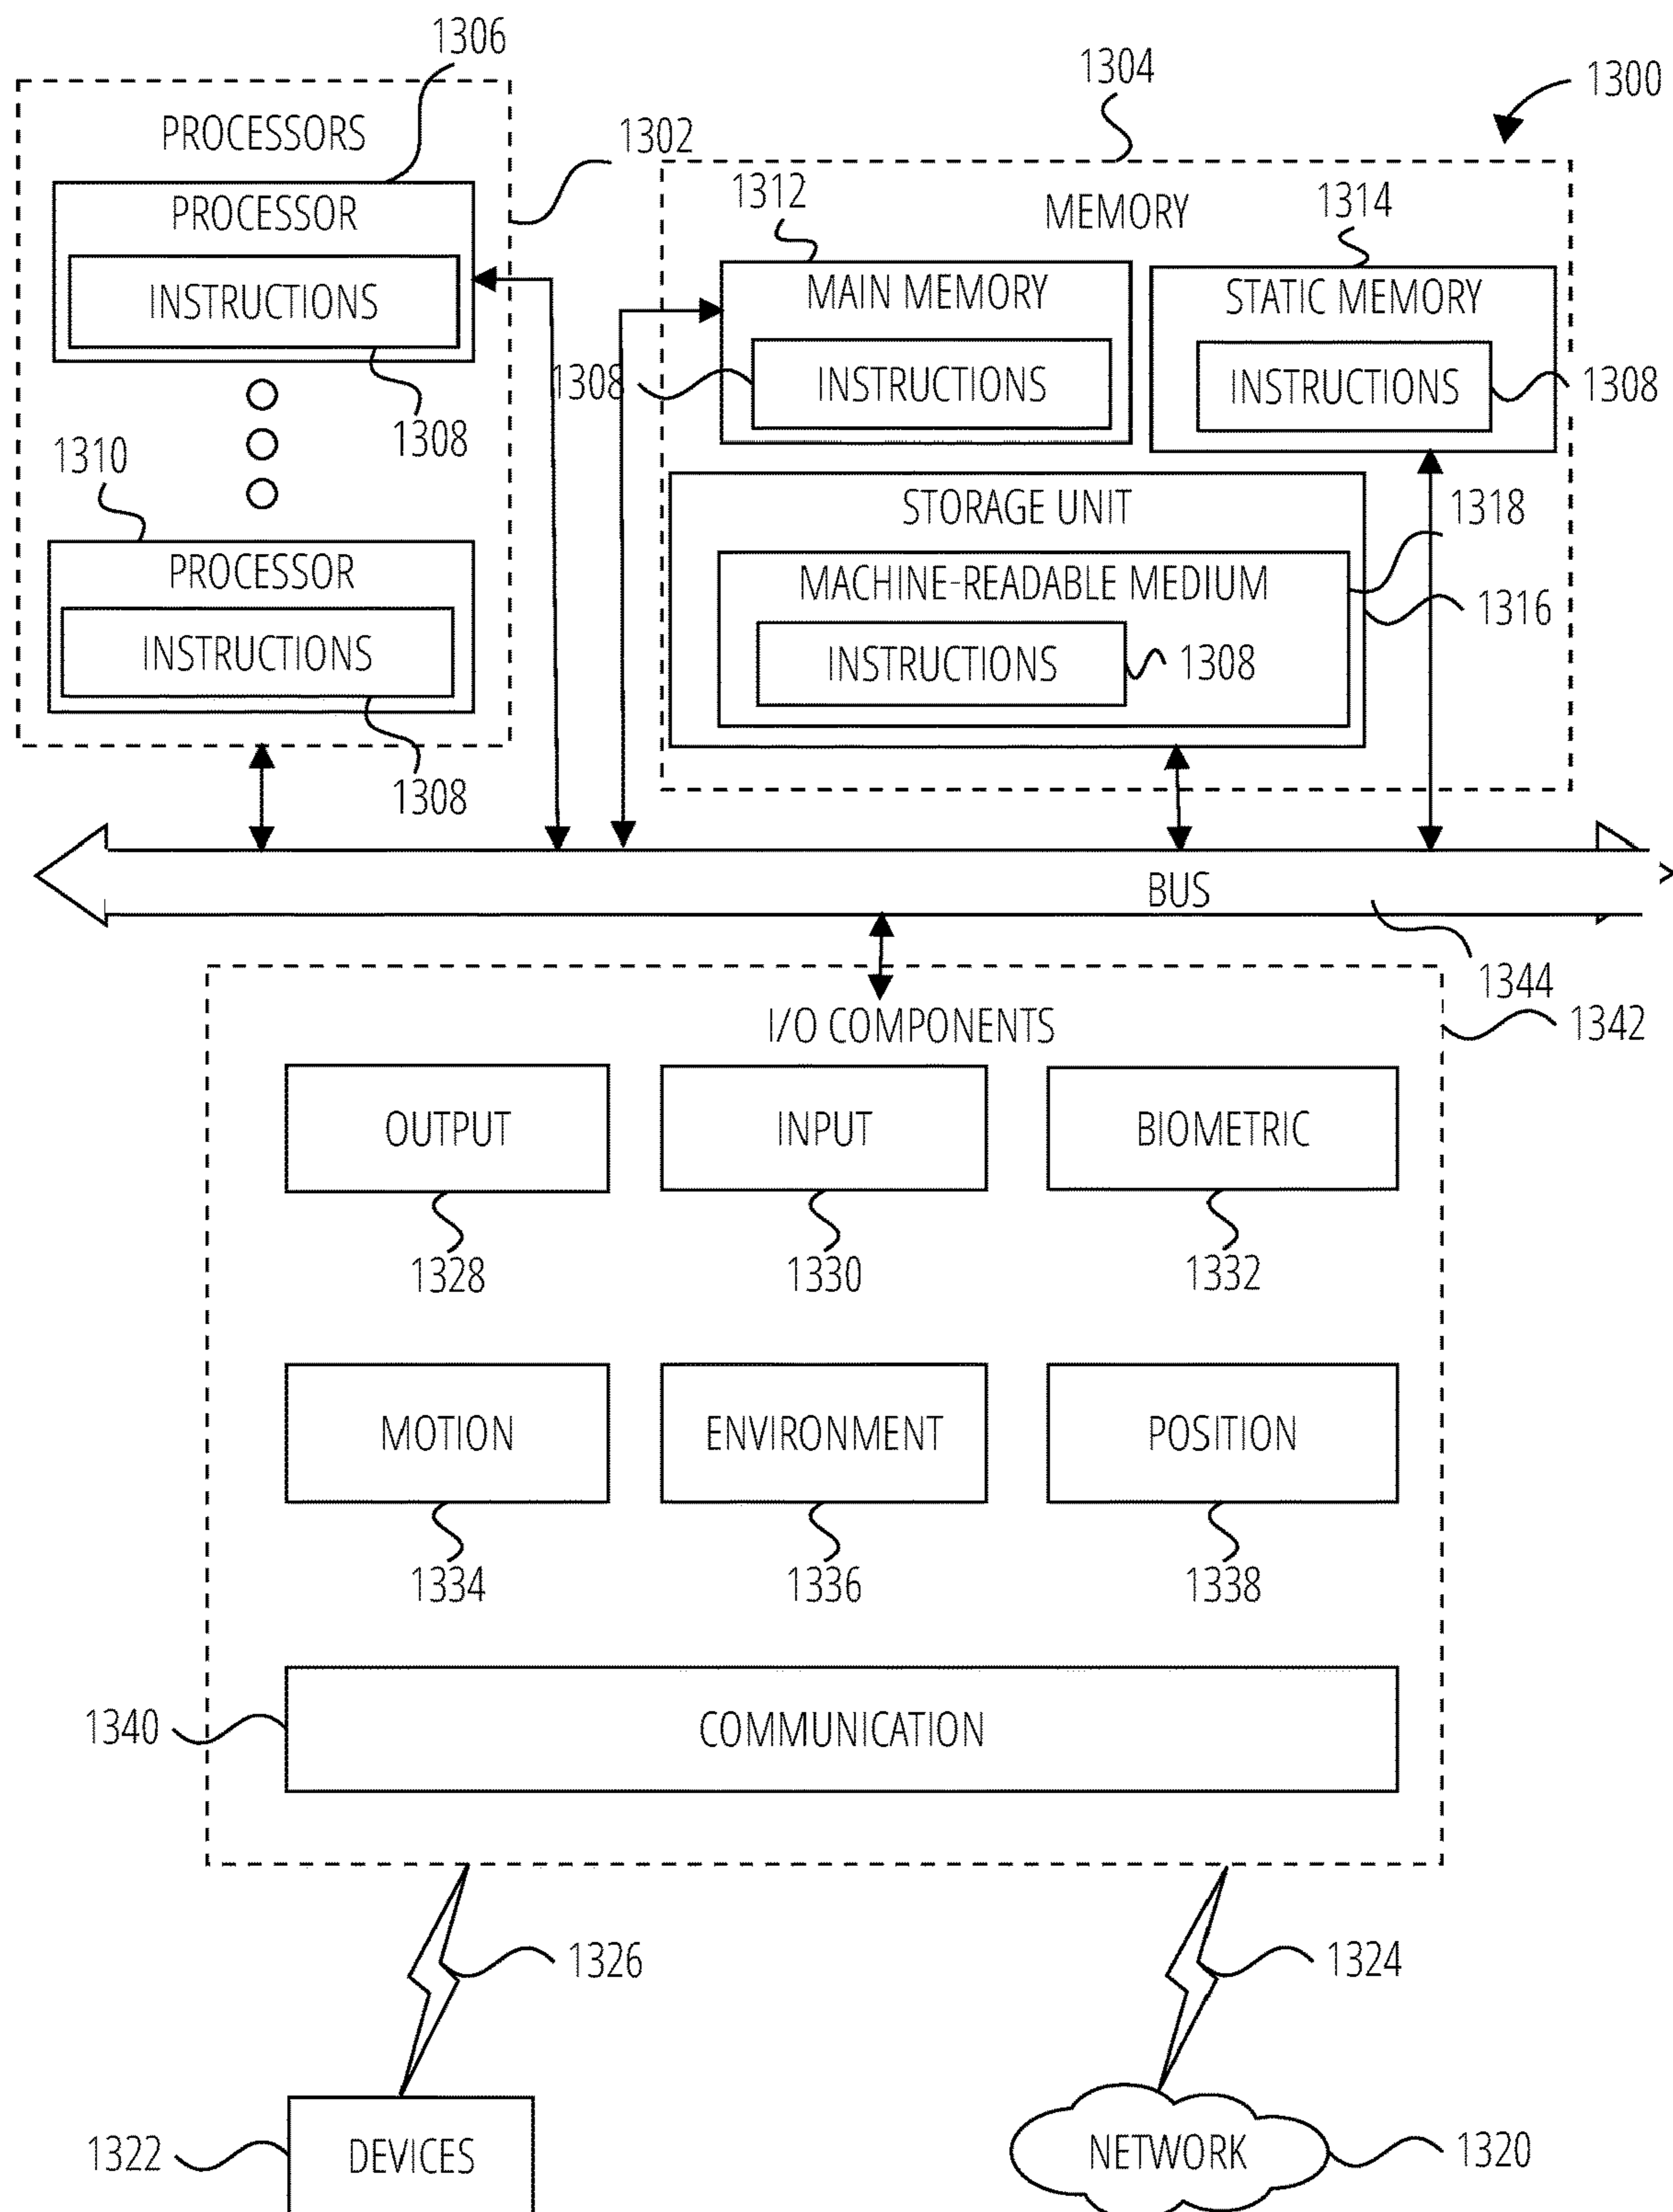 1306
1304
1300
PROCESSORS
1302
1312
MEMORY
1314
PROCESSOR
INSTRUCTIONS
MAIN MEMORY
STATIC MEMORY
1308
INSTRUCTIONS
INSTRUCTIONS
1308
1308
1310
STORAGE UNIT
1318
PROCESSOR
MACHINE-READABLE MEDIUM
1316
INSTRUCTIONS
INSTRUCTIONS
1308
1308
BUS
1344
I/O COMPONENTS
1342
OUTPUT
INPUT
BIOMETRIC
1328
1330
1332
MOTION
ENVIRONMENT
POSITION
1334
1336
1338
1340
COMMUNICATION
1326
1324
1322
DEVICES
NETWORK
1320